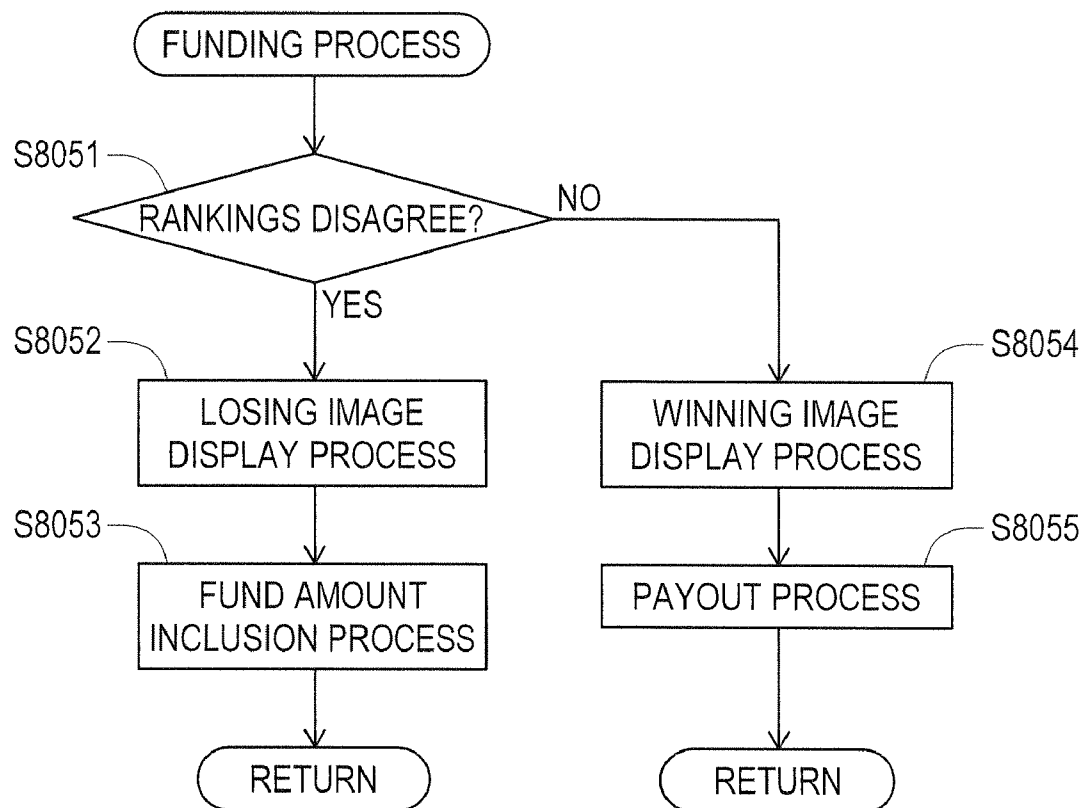 FUNDING PROCESS
S8051
RANKINGS DISAGREE?
NO
YES
S8052
LOSING IMAGE
DISPLAY PROCESS
S8053
FUND AMOUNT
INCLUSION PROCESS
RETURN
S8054
WINNING IMAGE
DISPLAY PROCESS
S8055
PAYOUT PROCESS
RETURN